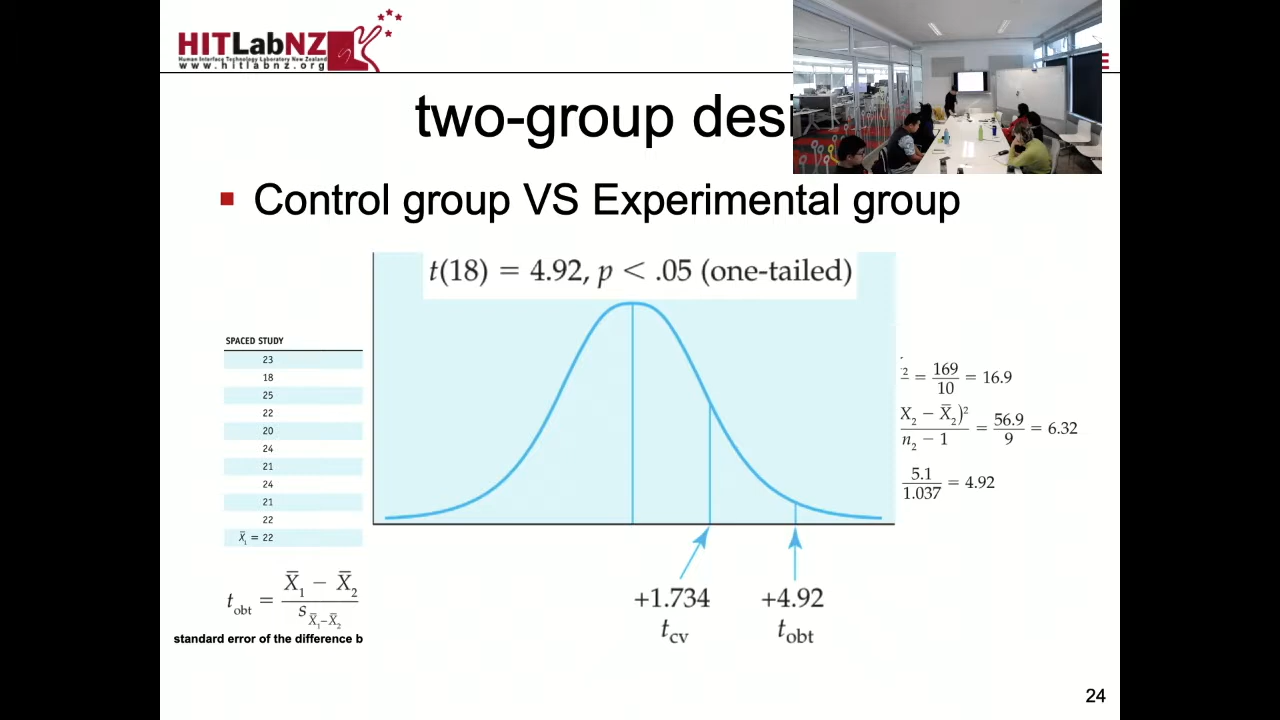 HITLabNZ
Human Interface Technology Laboratory New Zealand
www.hitlabnz.org
E
two-group desi
Control group VS Experimental group
t(18) = 4.92, p < .05 (one-tailed)
SPACED STUDY
23
18
25
22
20
24
21
24
21
22
X̄₁ = 22
₂ = 169/10 = 16.9
X₂ − X̄₂)²/n₂ − 1 = 56.9/9 = 6.32
5.1/1.037 = 4.92
t_obt = X̄₁ − X̄₂ / s_X̄₁−X̄₂
standard error of the difference b
+1.734 +4.92
t_cv t_obt
24